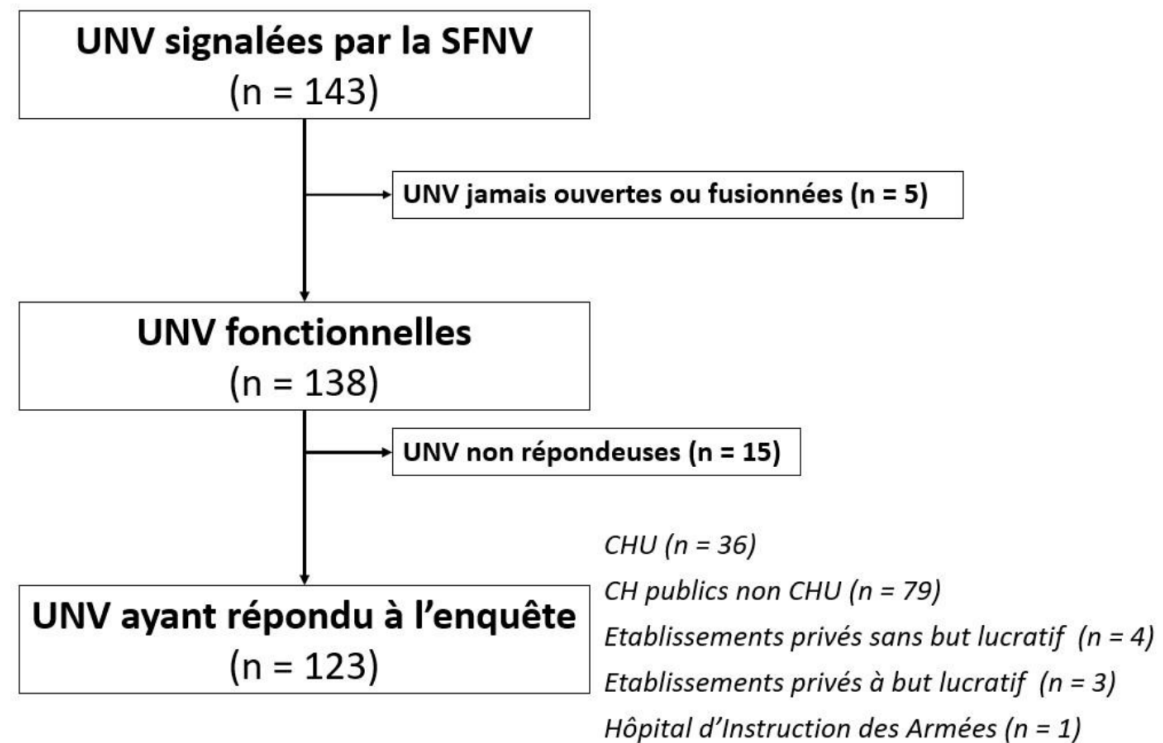 UNV signalées par la SFNV
(n = 143)
UNV jamais ouvertes ou fusionnées (n = 5)
UNV fonctionnelles
(n = 138)
UNV non répondeuses (n = 15)
UNV ayant répondu à l’enquête
(n = 123)
CHU (n = 36)
CH publics non CHU (n = 79)
Etablissements privés sans but lucratif (n = 4)
Etablissements privés à but lucratif (n = 3)
Hôpital d’Instruction des Armées (n = 1)